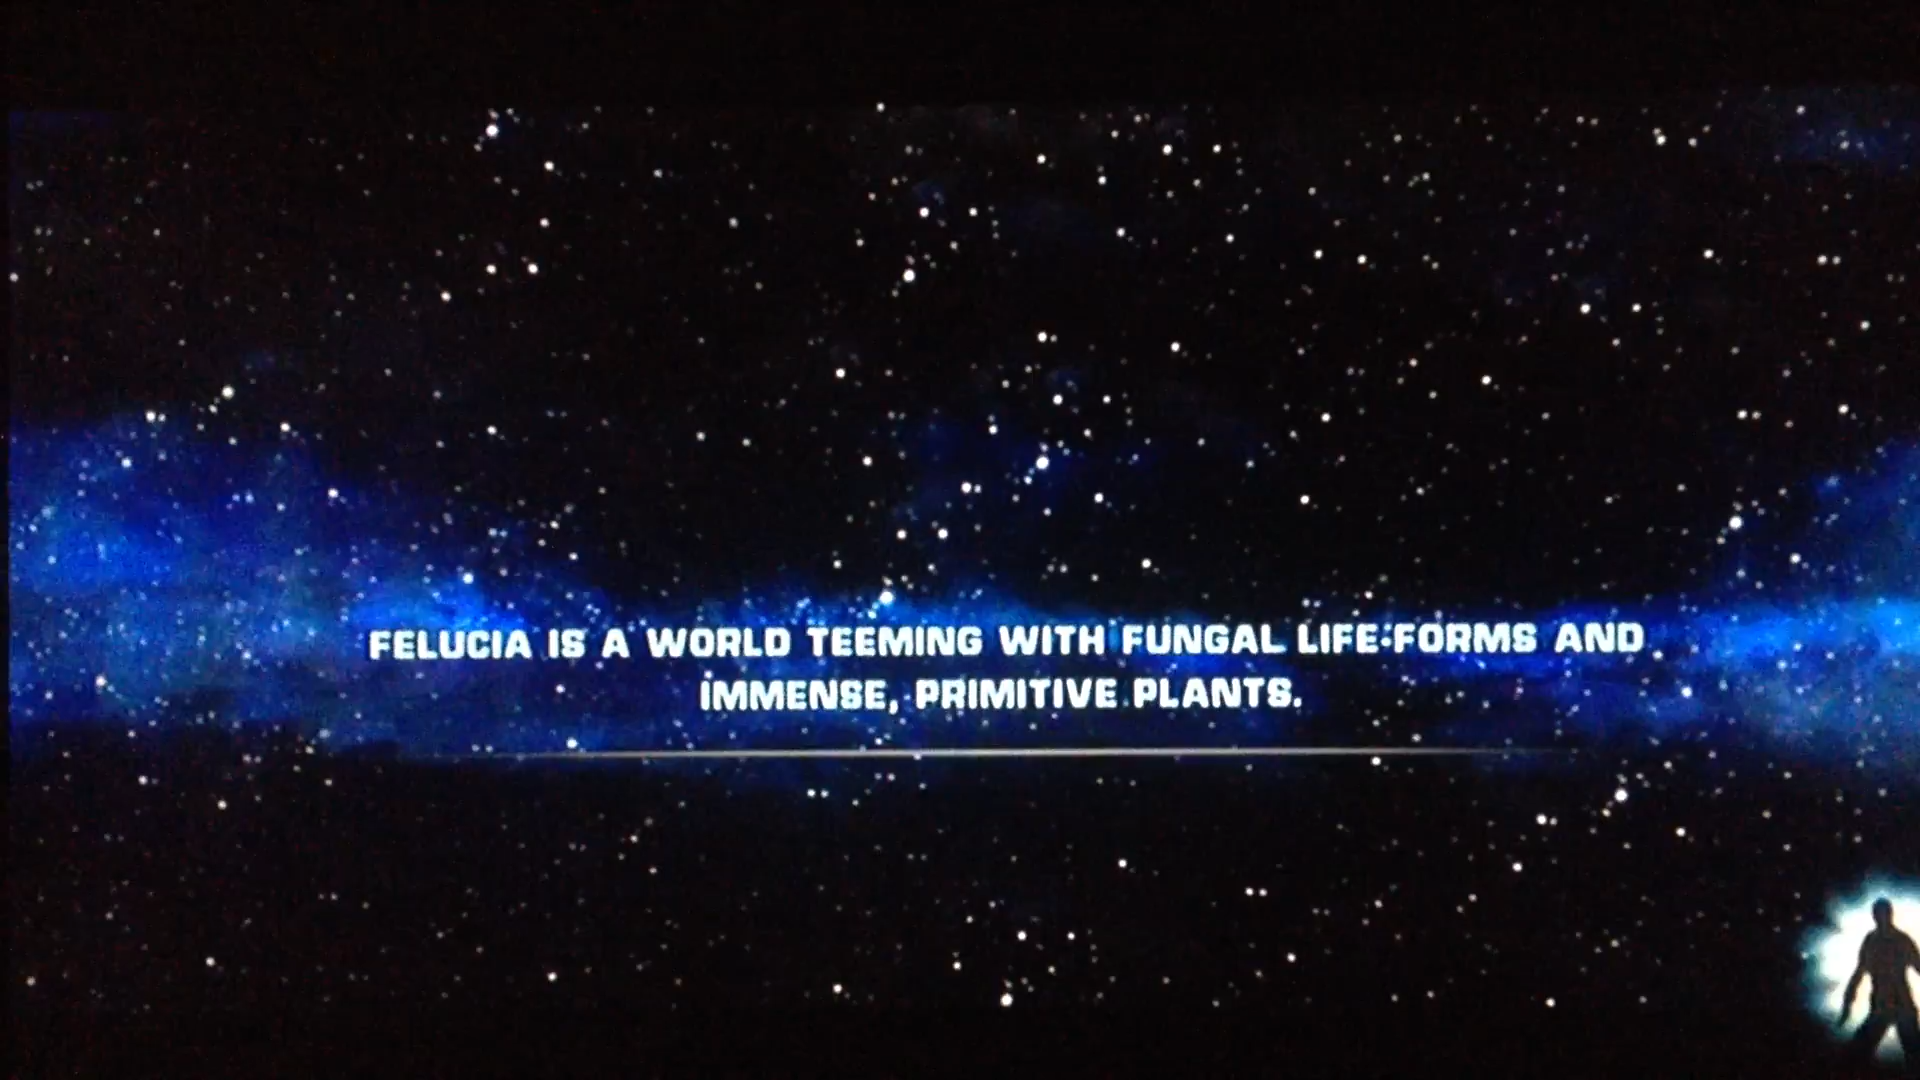 FELUCIA IS A WORLD TEEMING WITH FUNGAL LIFE-FORMS AND
IMMENSE, PRIMITIVE PLANTS.